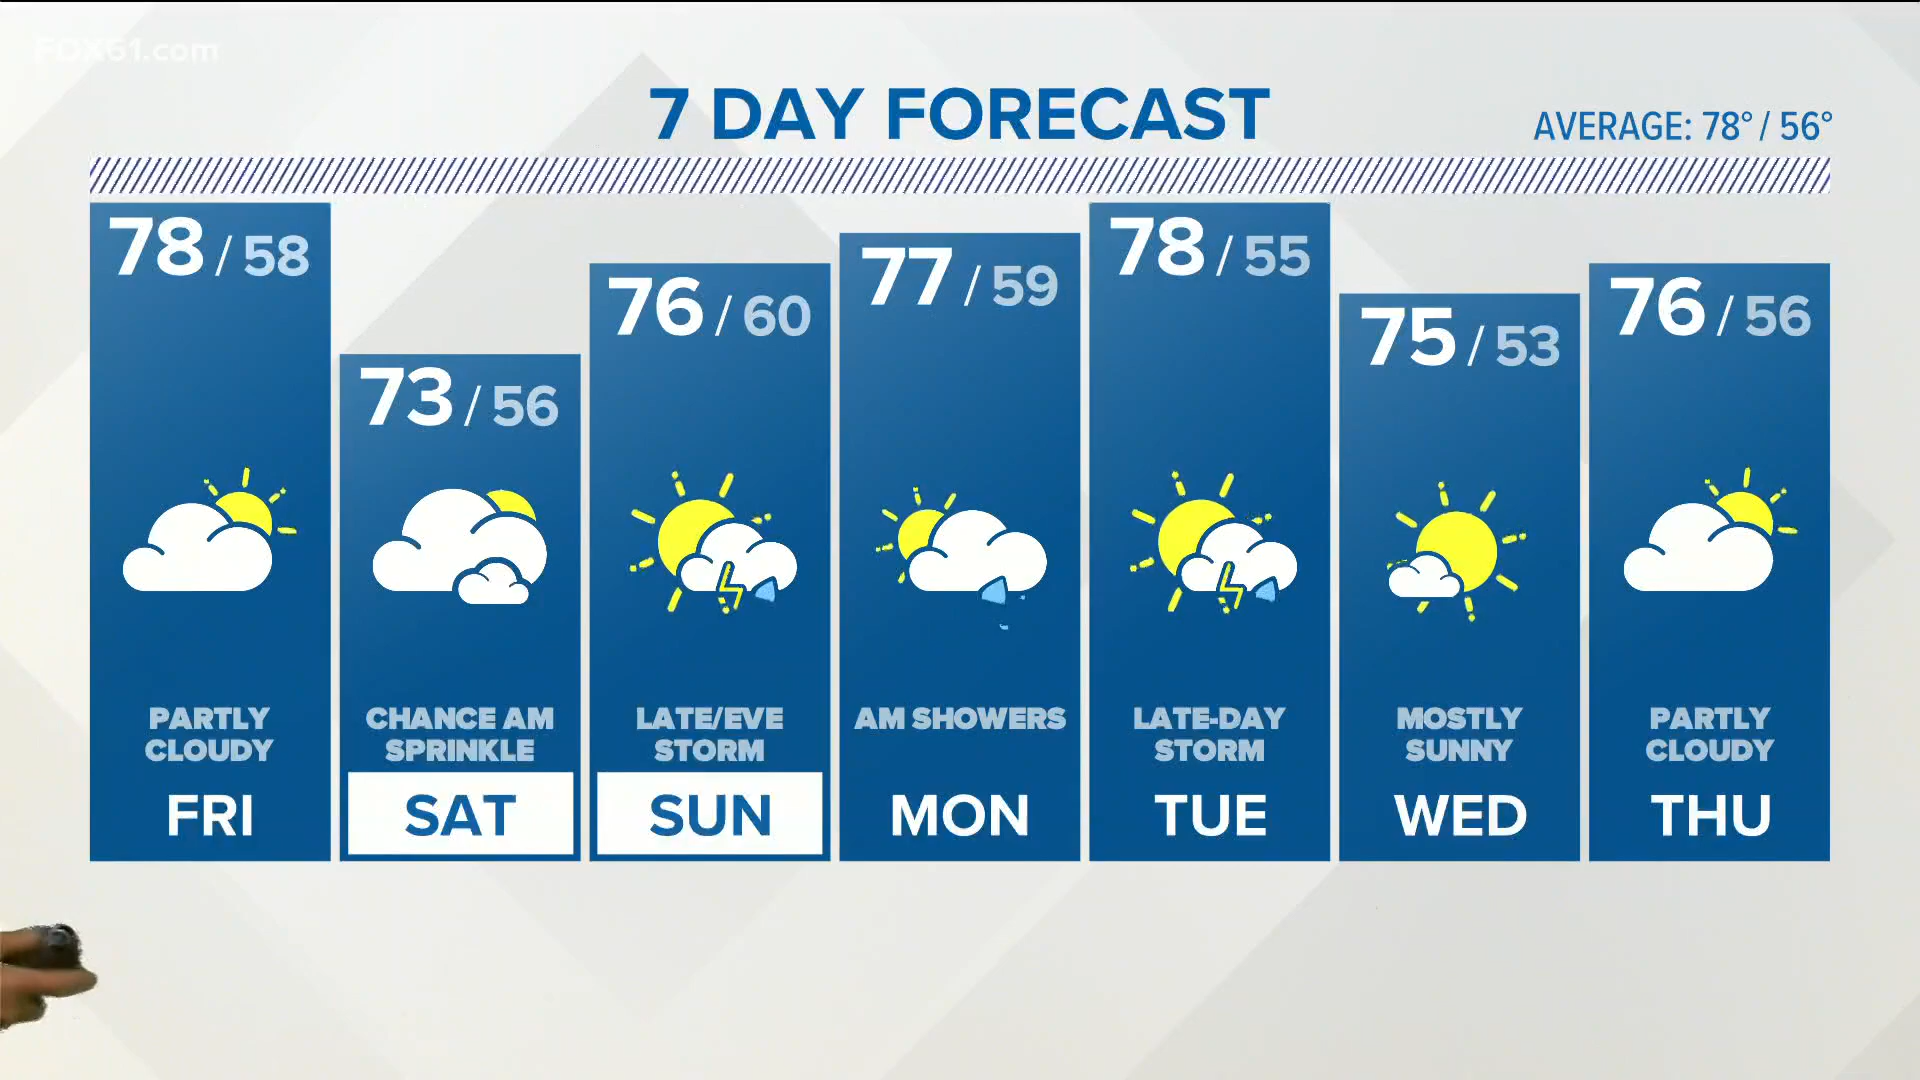 FOX61.com
7 DAY FORECAST
AVERAGE: 78° / 56°
78 / 58
PARTLY
CLOUDY
FRI
73 / 56
CHANCE AM
SPRINKLE
SAT
76 / 60
LATE/EVE
STORM
SUN
77 / 59
AM SHOWERS
MON
78 / 55
LATE-DAY
STORM
TUE
75 / 53
MOSTLY
SUNNY
WED
76 / 56
PARTLY
CLOUDY
THU